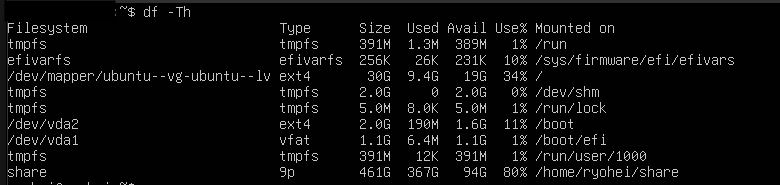 :~$ df -Th
Filesystem Type Size Used Avail Use% Mounted on
tmpfs tmpfs 391M 1.3M 389M 1% /run
efivarfs efivarfs 256K 26K 231K 10% /sys/firmware/efi/efivars
/dev/mapper/ubuntu--vg-ubuntu--lv ext4 30G 9.4G 19G 34% /
tmpfs tmpfs 2.0G 0 2.0G 0% /dev/shm
tmpfs tmpfs 5.0M 8.0K 5.0M 1% /run/lock
/dev/vda2 ext4 2.0G 190M 1.6G 11% /boot
/dev/vda1 vfat 1.1G 6.4M 1.1G 1% /boot/efi
tmpfs tmpfs 391M 12K 391M 1% /run/user/1000
share 9p 461G 367G 94G 80% /home/ryohei/share